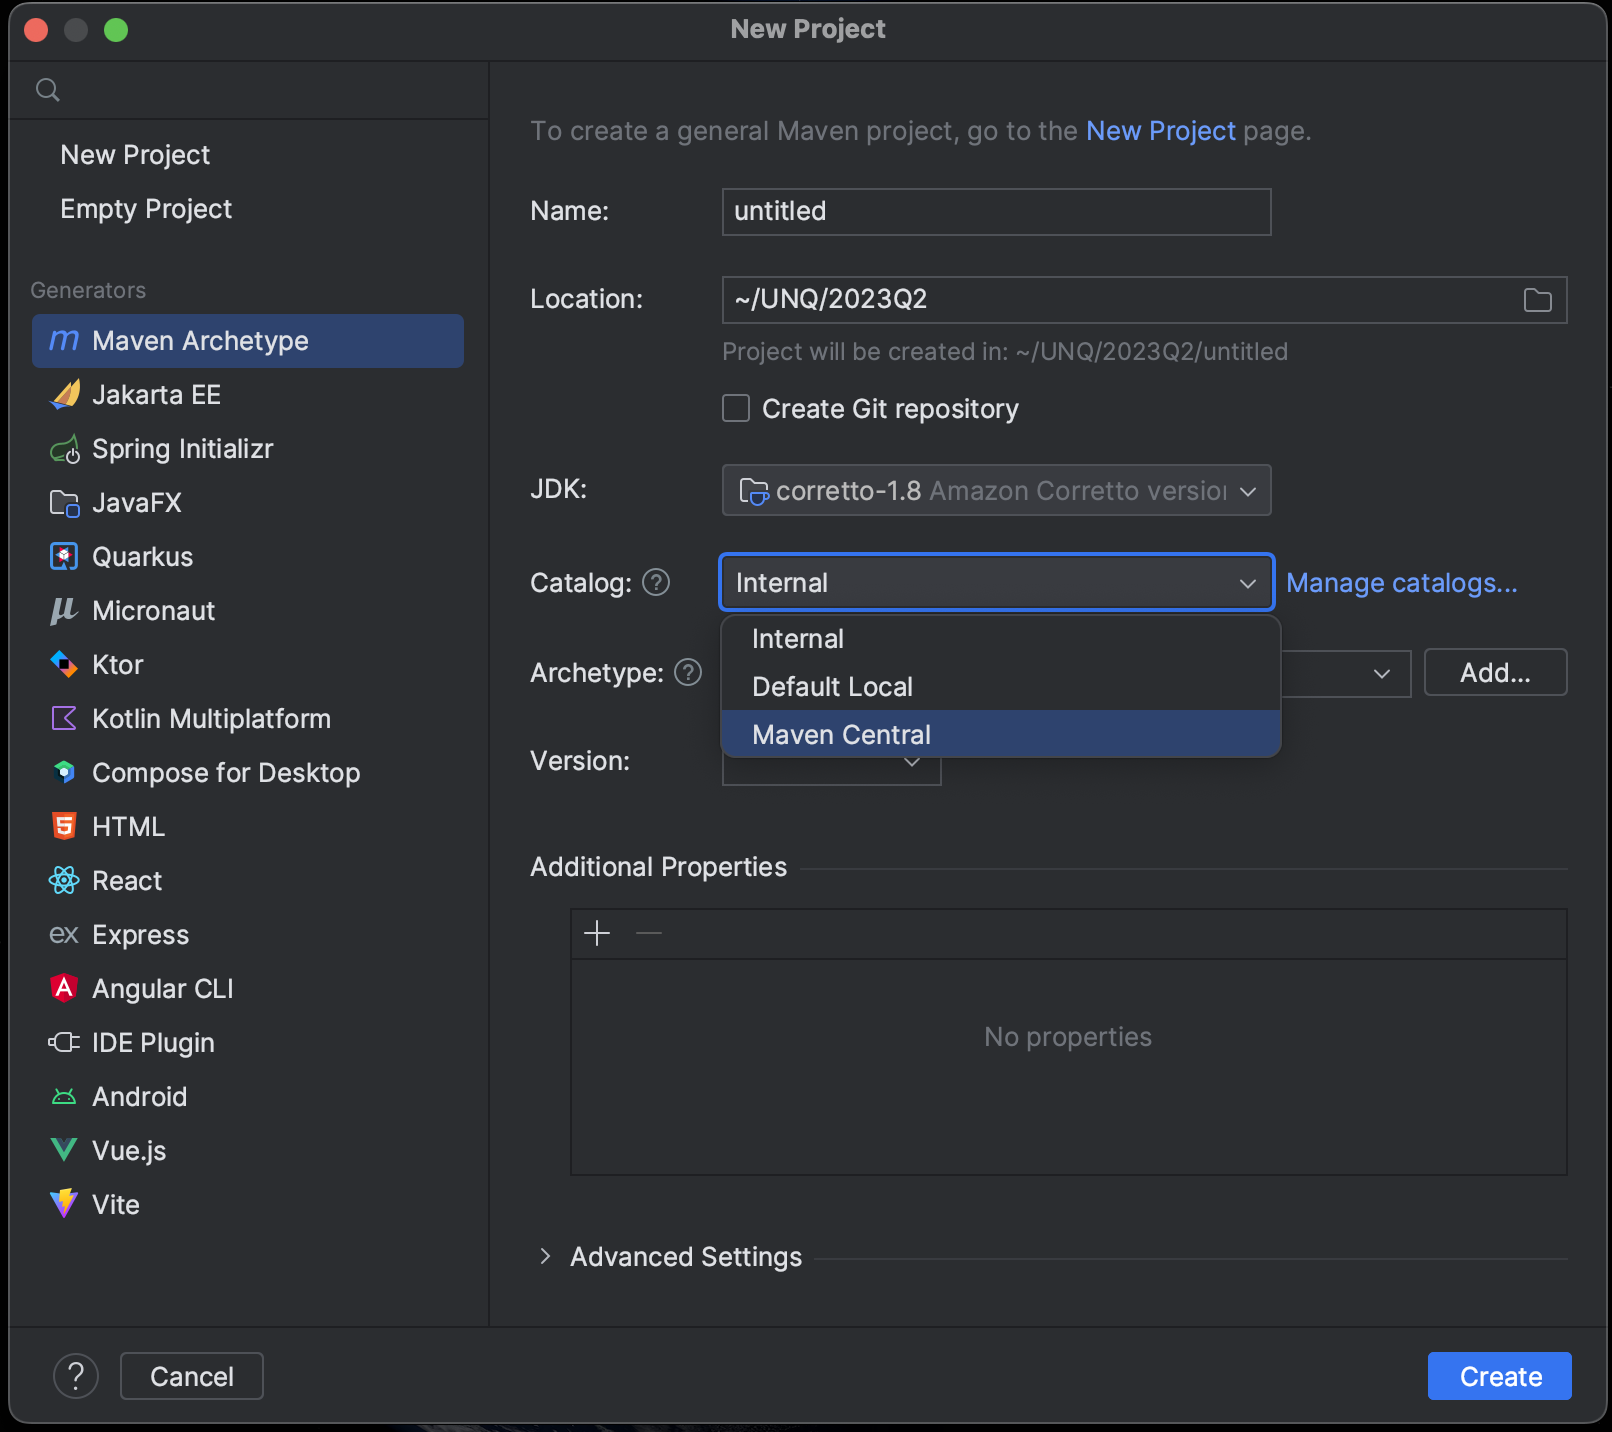 New Project
New Project
Empty Project
Generators
Maven Archetype
Jakarta EE
Spring Initializr
JavaFX
Quarkus
Micronaut
Ktor
Kotlin Multiplatform
Compose for Desktop
HTML
React
ex Express
Angular CLI
IDE Plugin
Android
Vue.js
Vite
To create a general Maven project, go to the New Project page.
Name: untitled
Location: ~/UNQ/2023Q2
Project will be created in: ~/UNQ/2023Q2/untitled
Create Git repository
JDK: corretto-1.8 Amazon Corretto version
Catalog: ? Internal Manage catalogs...
Internal
Archetype: ? Add...
Default Local
Maven Central
Version:
Additional Properties
No properties
Advanced Settings
? Cancel Create